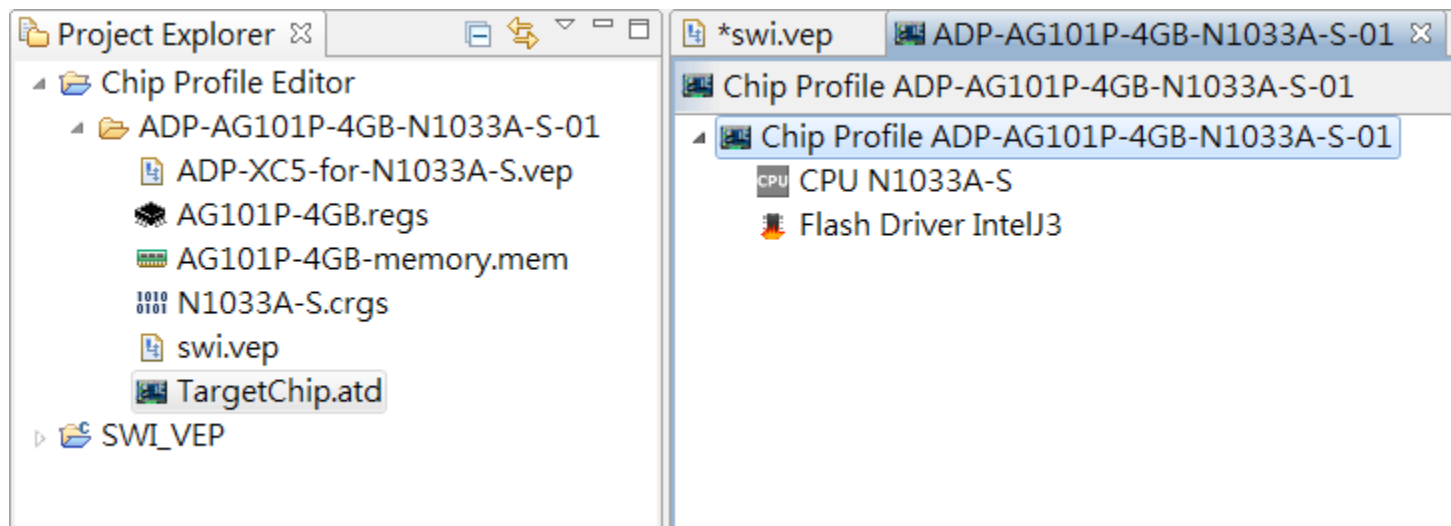 Project Explorer
Chip Profile Editor
ADP-AG101P-4GB-N1033A-S-01
ADP-XC5-for-N1033A-S.vep
AG101P-4GB.regs
AG101P-4GB-memory.mem
1010
0101
N1033A-S.crgs
swi.vep
TargetChip.atd
C
SWI_VEP
*swi.vep
ADP-AG101P-4GB-N1033A-S-01
Chip Profile ADP-AG101P-4GB-N1033A-S-01
Chip Profile ADP-AG101P-4GB-N1033A-S-01
CPU CPU N1033A-S
Flash Driver IntelJ3